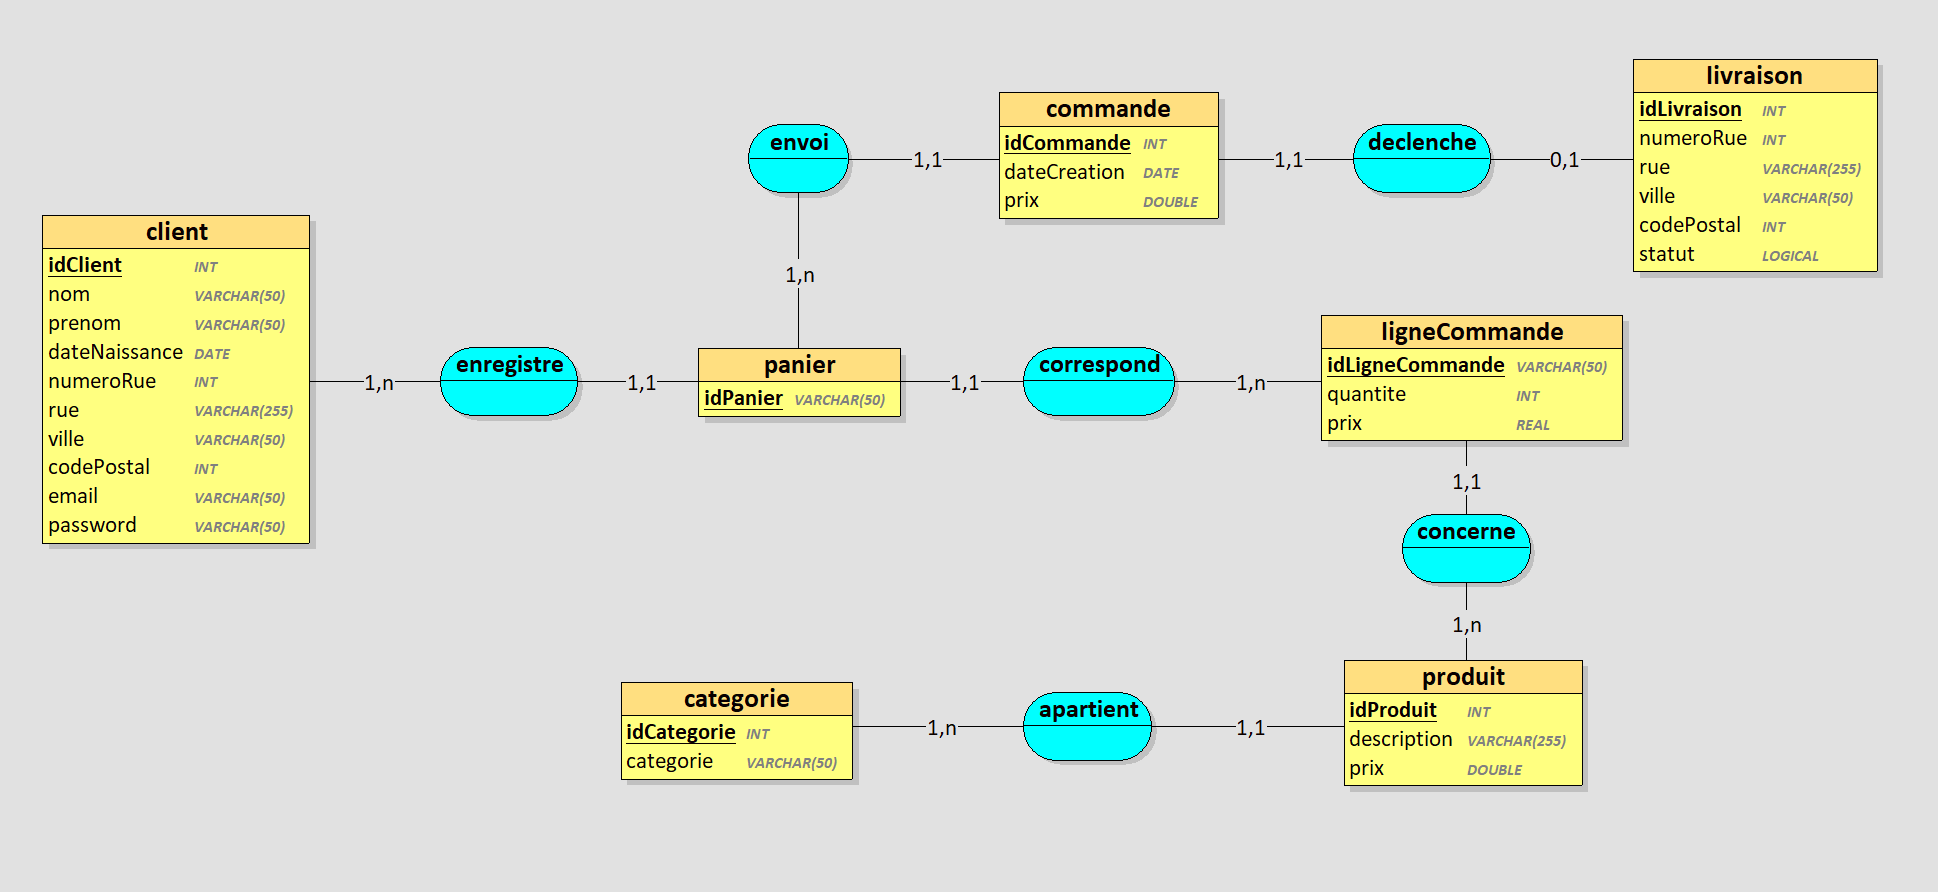 livraison
idLivraison INT
numeroRue INT
rue VARCHAR(255)
ville VARCHAR(50)
codePostal INT
statut LOGICAL
commande
idCommande INT
dateCreation DATE
prix DOUBLE
envoi
1,1
1,1
declenche
0,1
1,n
client
idClient INT
nom VARCHAR(50)
prenom VARCHAR(50)
dateNaissance DATE
numeroRue INT
rue VARCHAR(255)
ville VARCHAR(50)
codePostal INT
email VARCHAR(50)
password VARCHAR(50)
1,n
enregistre
1,1
panier
idPanier VARCHAR(50)
1,1
correspond
1,n
ligneCommande
idLigneCommande VARCHAR(50)
quantite INT
prix REAL
1,1
concerne
1,n
categorie
idCategorie INT
categorie VARCHAR(50)
1,n
apartient
1,1
produit
idProduit INT
description VARCHAR(255)
prix DOUBLE